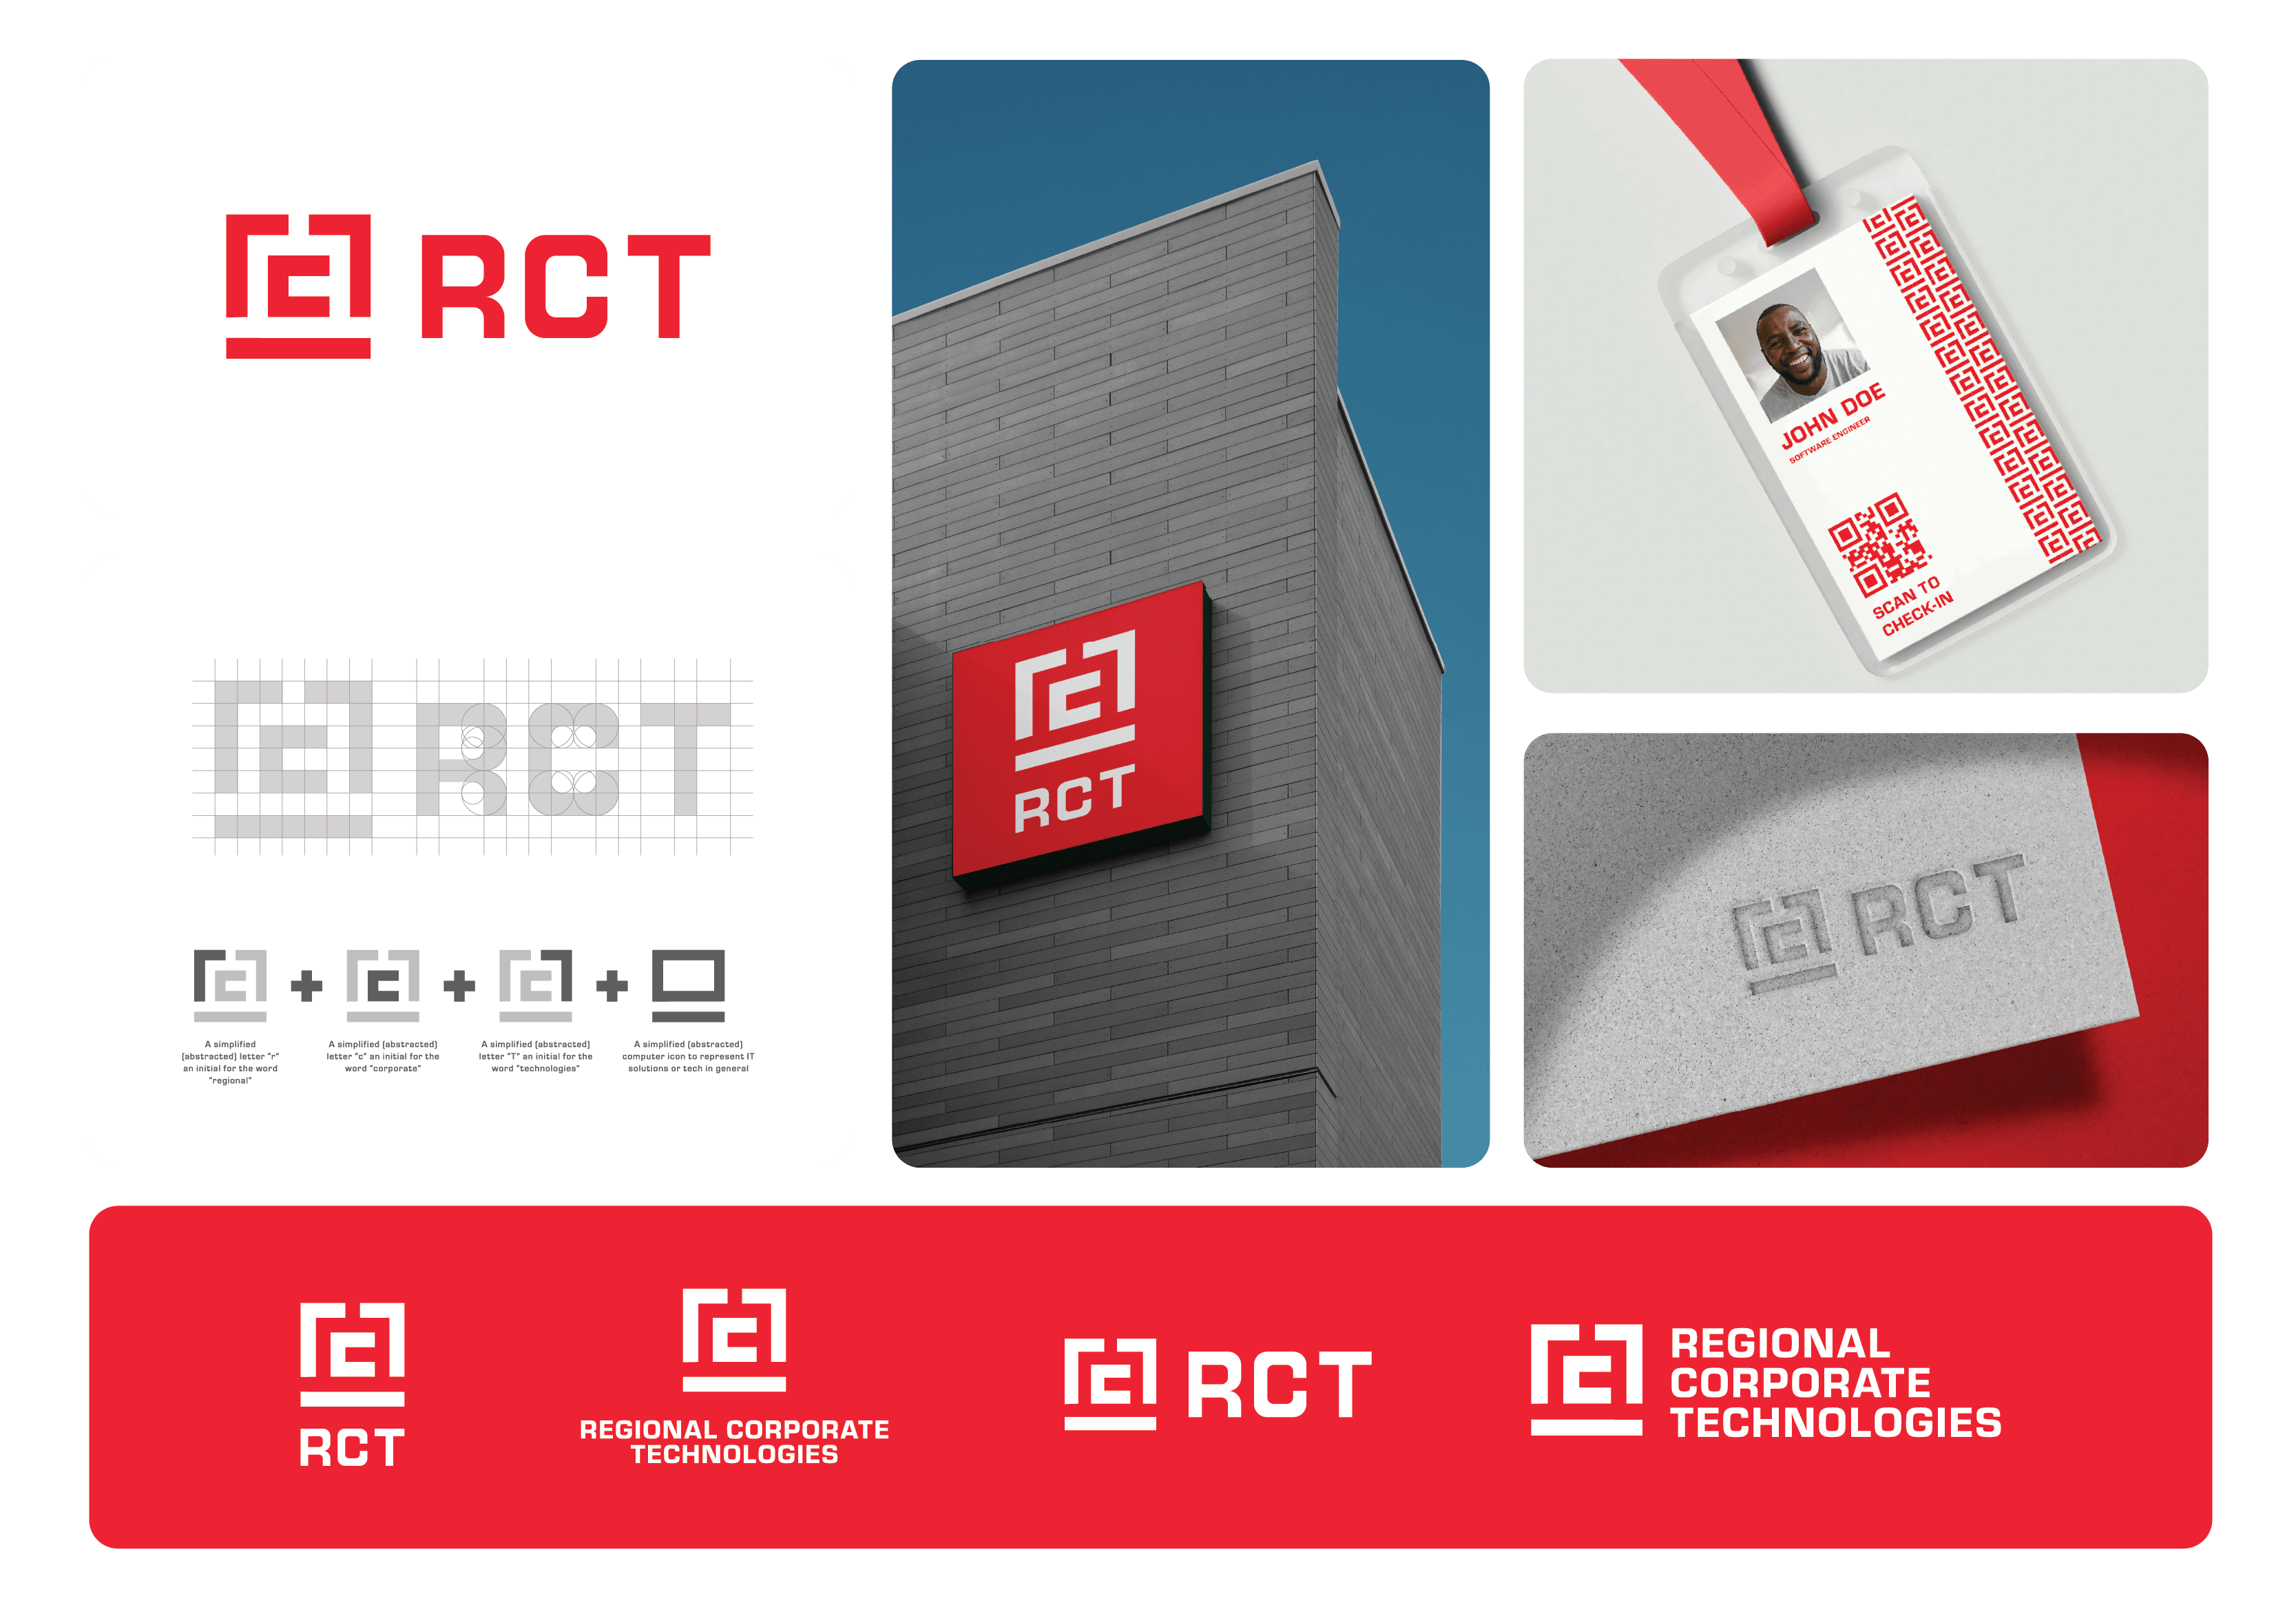 RCT
RCT
A simplified
(abstracted) letter "r"
an initial for the word
"regional"
A simplified (abstracted)
letter "c" an initial for the
word "corporate"
A simplified (abstracted)
letter "T" an initial for the
word "technologies"
A simplified (abstracted)
computer icon to represent IT
solutions or tech in general
RCT
JOHN DOE
SOFTWARE ENGINEER
SCAN TO
CHECK-IN
RCT
RCT
REGIONAL CORPORATE
TECHNOLOGIES
RCT
REGIONAL
CORPORATE
TECHNOLOGIES